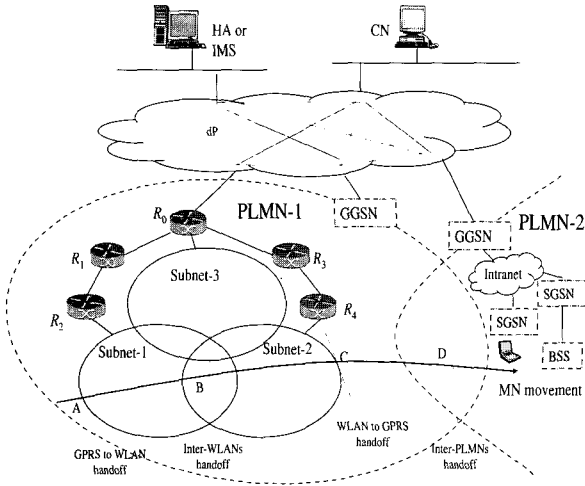 HA or
IMS
CN
dP
PLMN-1
PLMN-2
GGSN
GGSN
R0
R1
R3
Subnet-3
Intranet
SGSN
R2
R4
SGSN
Subnet-1
Subnet-2
C
D
BSS
B
MN movement
A
WLAN to GPRS
handoff
GPRS to WLAN
handoff
Inter-WLANs
handoff
Inter-PLMNs
handoff